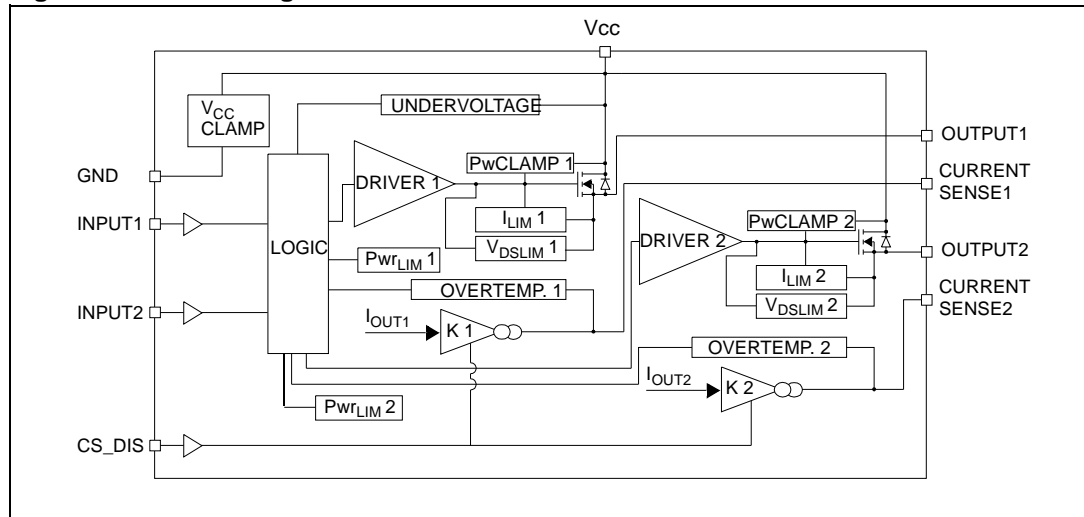 Vcc
VCC
CLAMP
UNDERVOLTAGE
OUTPUT1
PwCLAMP 1
CURRENT
SENSE1
GND
DRIVER 1
INPUT1
ILIM 1
PwCLAMP 2
LOGIC
DRIVER 2
VDSLIM 1
OUTPUT2
PwrLIM 1
ILIM 2
OVERTEMP. 1
CURRENT
SENSE2
VDSLIM 2
INPUT2
IOUT1
K 1
OVERTEMP. 2
IOUT2
K 2
PwrLIM 2
CS_DIS